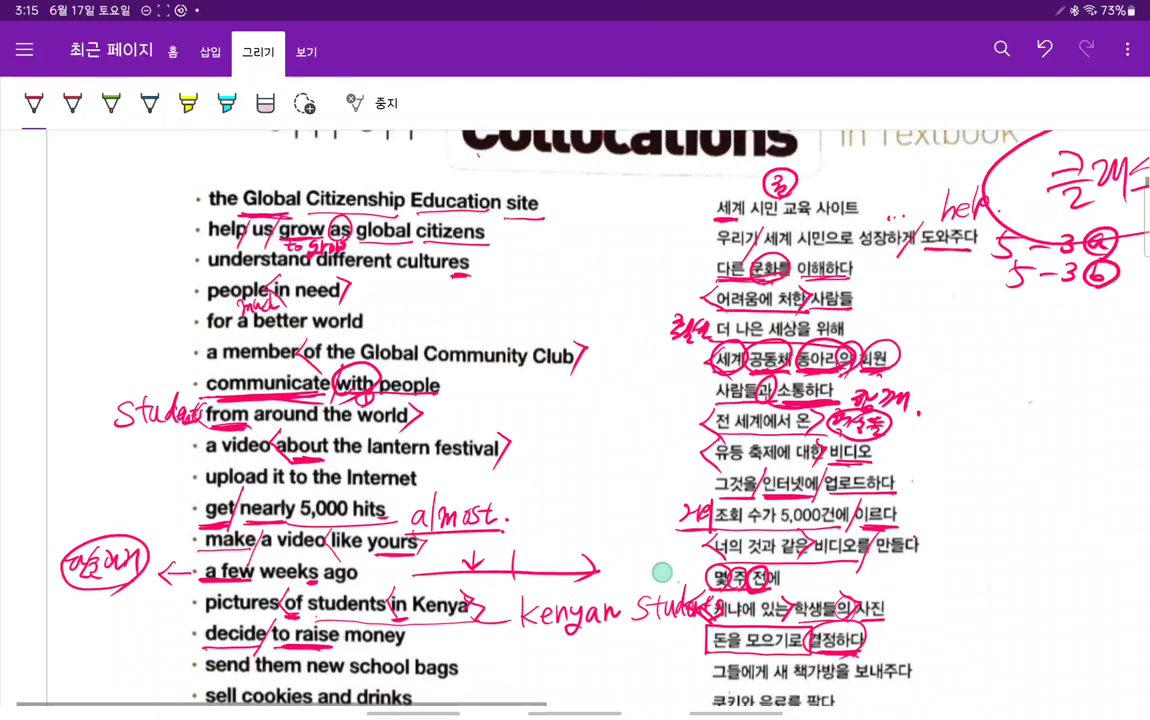 3:15 6월 17일 토요일 73%
최근 페이지 홈 삽입 그리기 보기
중지
Collocations in Textbook
the Global Citizenship Education site
세계 시민 교육 사이트
help us grow as global citizens
우리가 세계 시민으로 성장하게 도와주다
... help.
5-3 a
5-3 b
understand different cultures
다른 문화를 이해하다
people in need
어려움에 처한 사람들
much
for a better world
더 나은 세상을 위해
a member of the Global Community Club
세계 공동체 동아리의 회원
communicate with people
사람들과 소통하다
from around the world
전 세계에서 온
a video about the lantern festival
유등 축제에 대한 비디오
upload it to the Internet
그것을 인터넷에 업로드하다
get nearly 5,000 hits
almost.
조회 수가 5,000건에 이르다
make a video like yours
너의 것과 같은 비디오를 만들다
a few weeks ago
몇 주 전에
pictures of students in Kenya
Kenyan students
케냐에 있는 학생들의 사진
decide to raise money
돈을 모으기로 결정하다
send them new school bags
그들에게 새 책가방을 보내주다
sell cookies and drinks
쿠키와 음료를 팔다